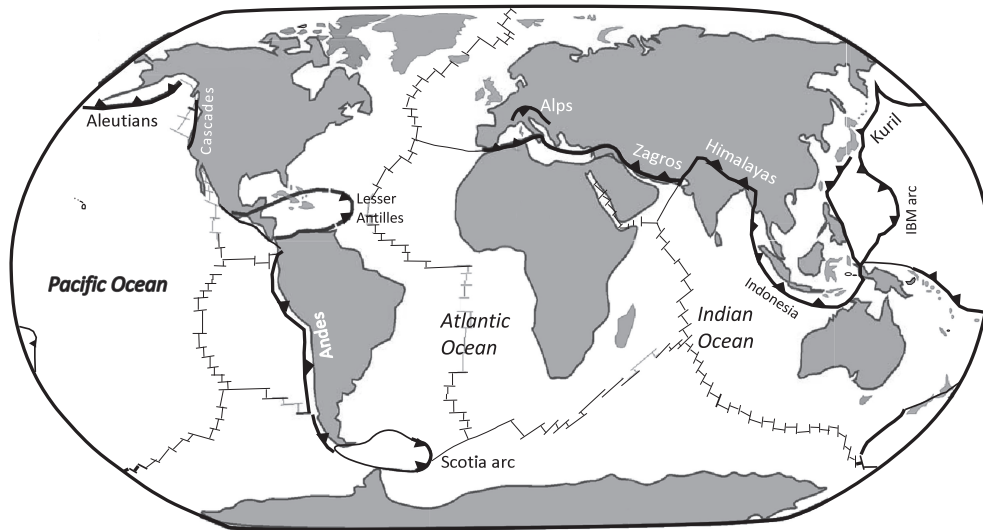 Alps
Aleutians
Cascades
Kuril
Zagros
Himalayas
Lesser
Antilles
IBM arc
Pacific Ocean
Indonesia
Andes
Atlantic
Ocean
Indian
Ocean
Scotia arc